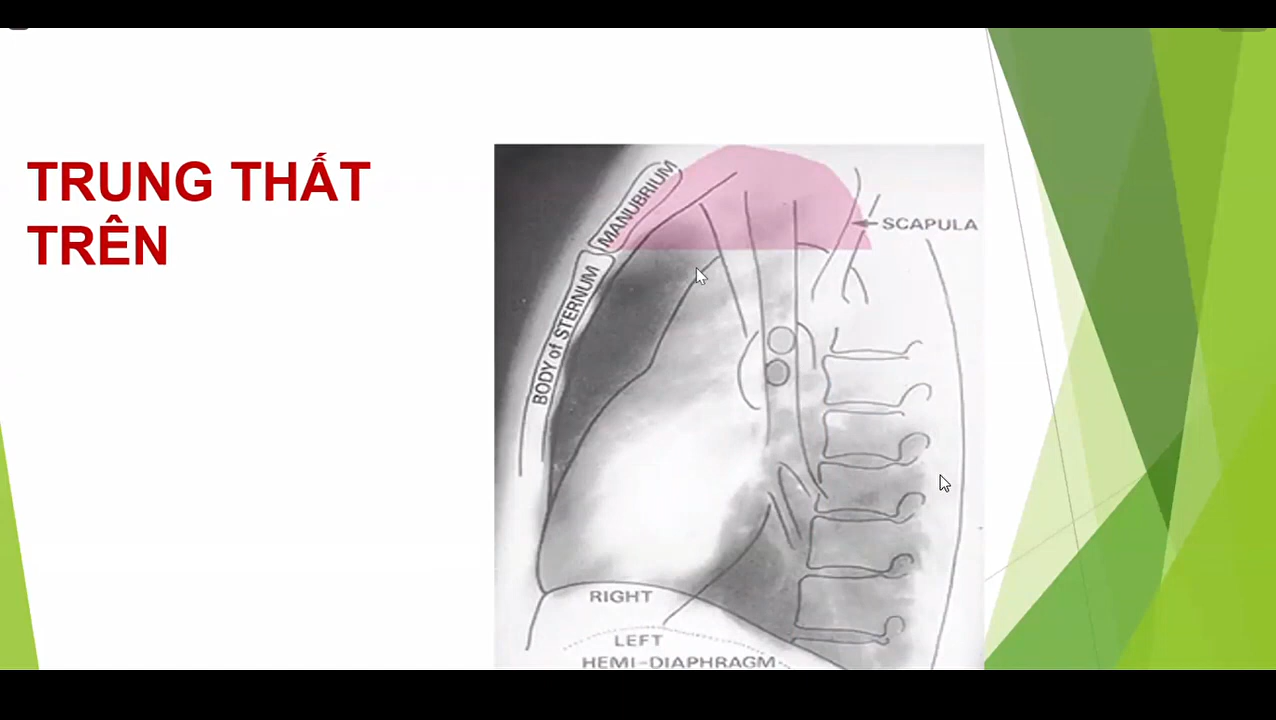 TRUNG THẤT
TRÊN
MANUBRIUM
SCAPULA
BODY of STERNUM
RIGHT
LEFT
HEMI-DIAPHRAGM